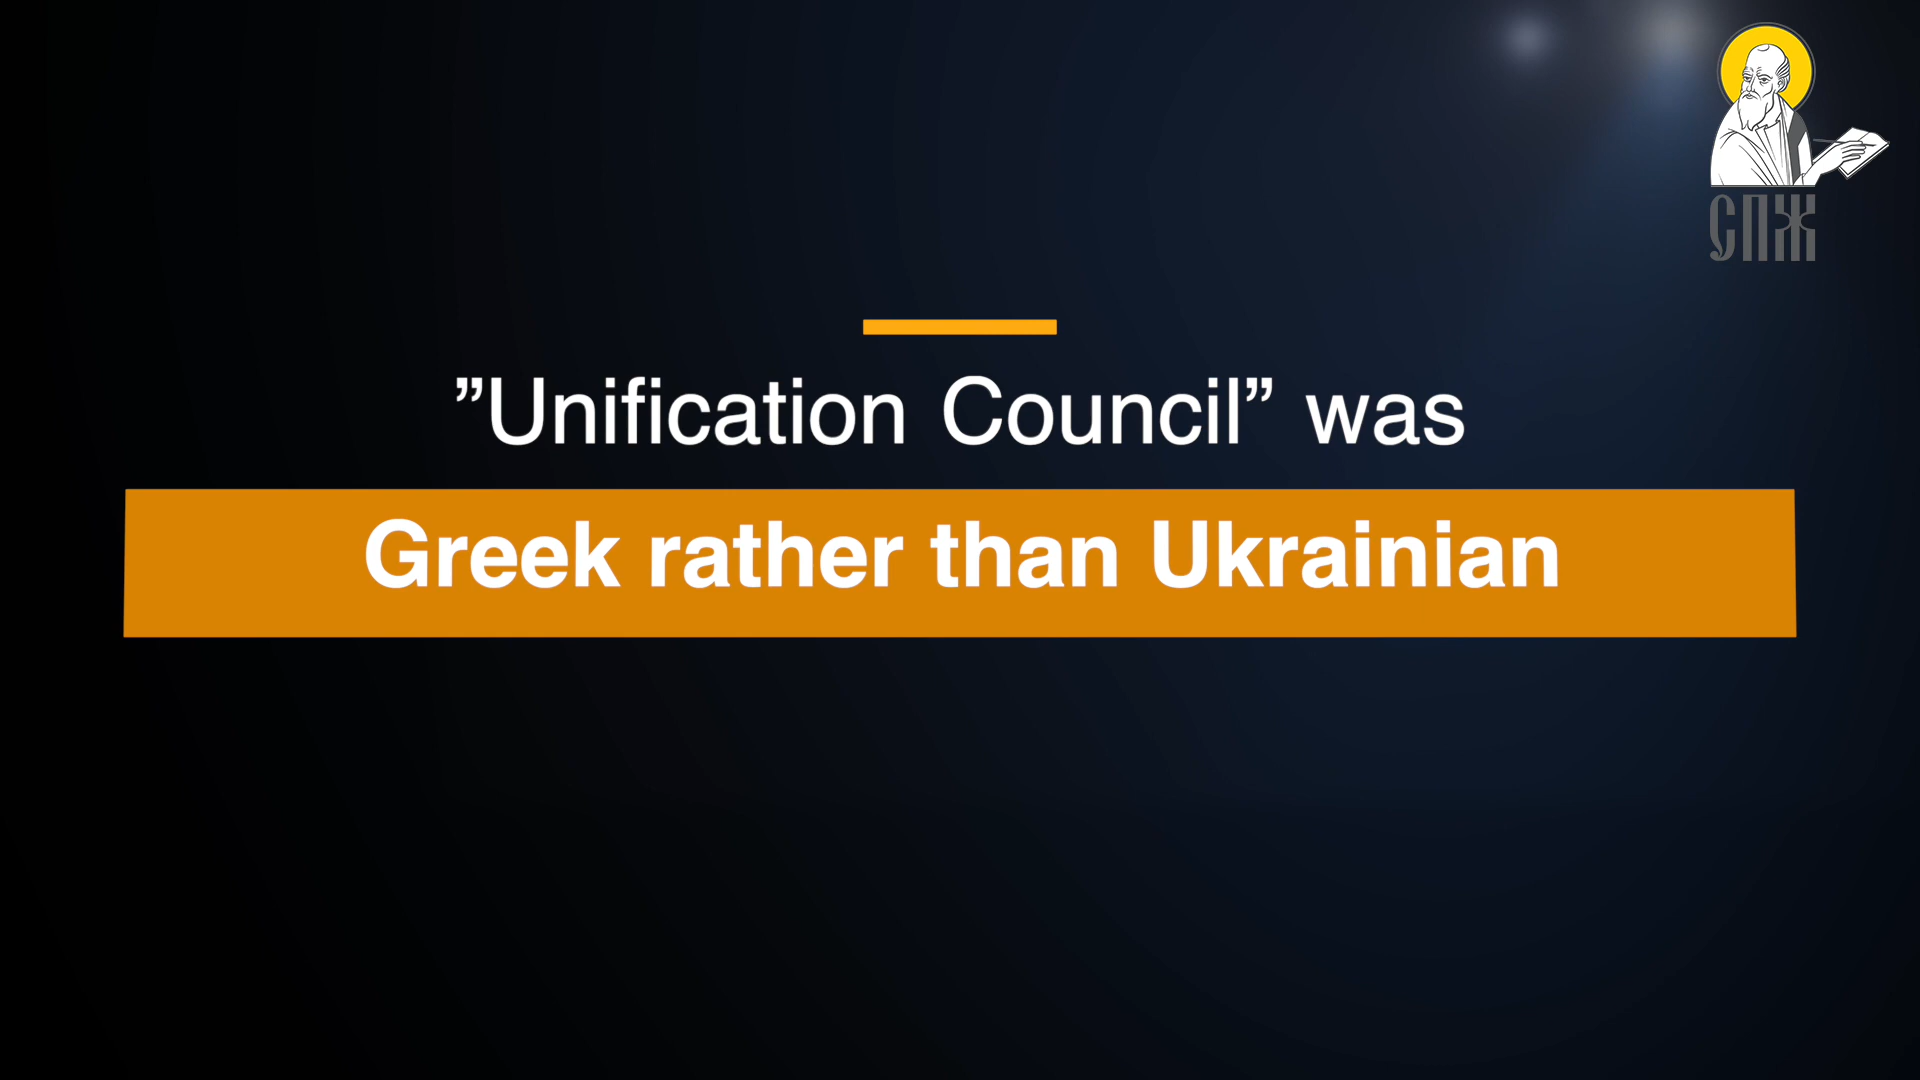 СПЖ
”Unification Council” was
Greek rather than Ukrainian